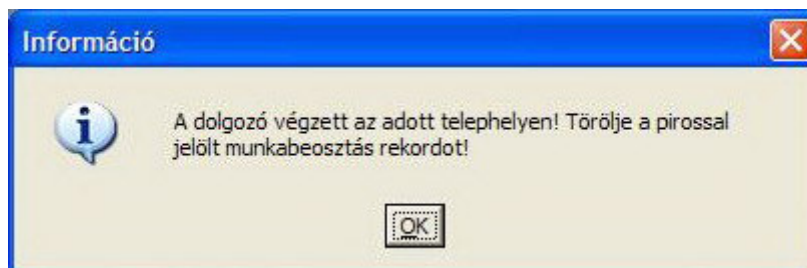 Információ
A dolgozó végzett az adott telephelyen! Törölje a pirossal
jelölt munkabeosztás rekordot!
OK